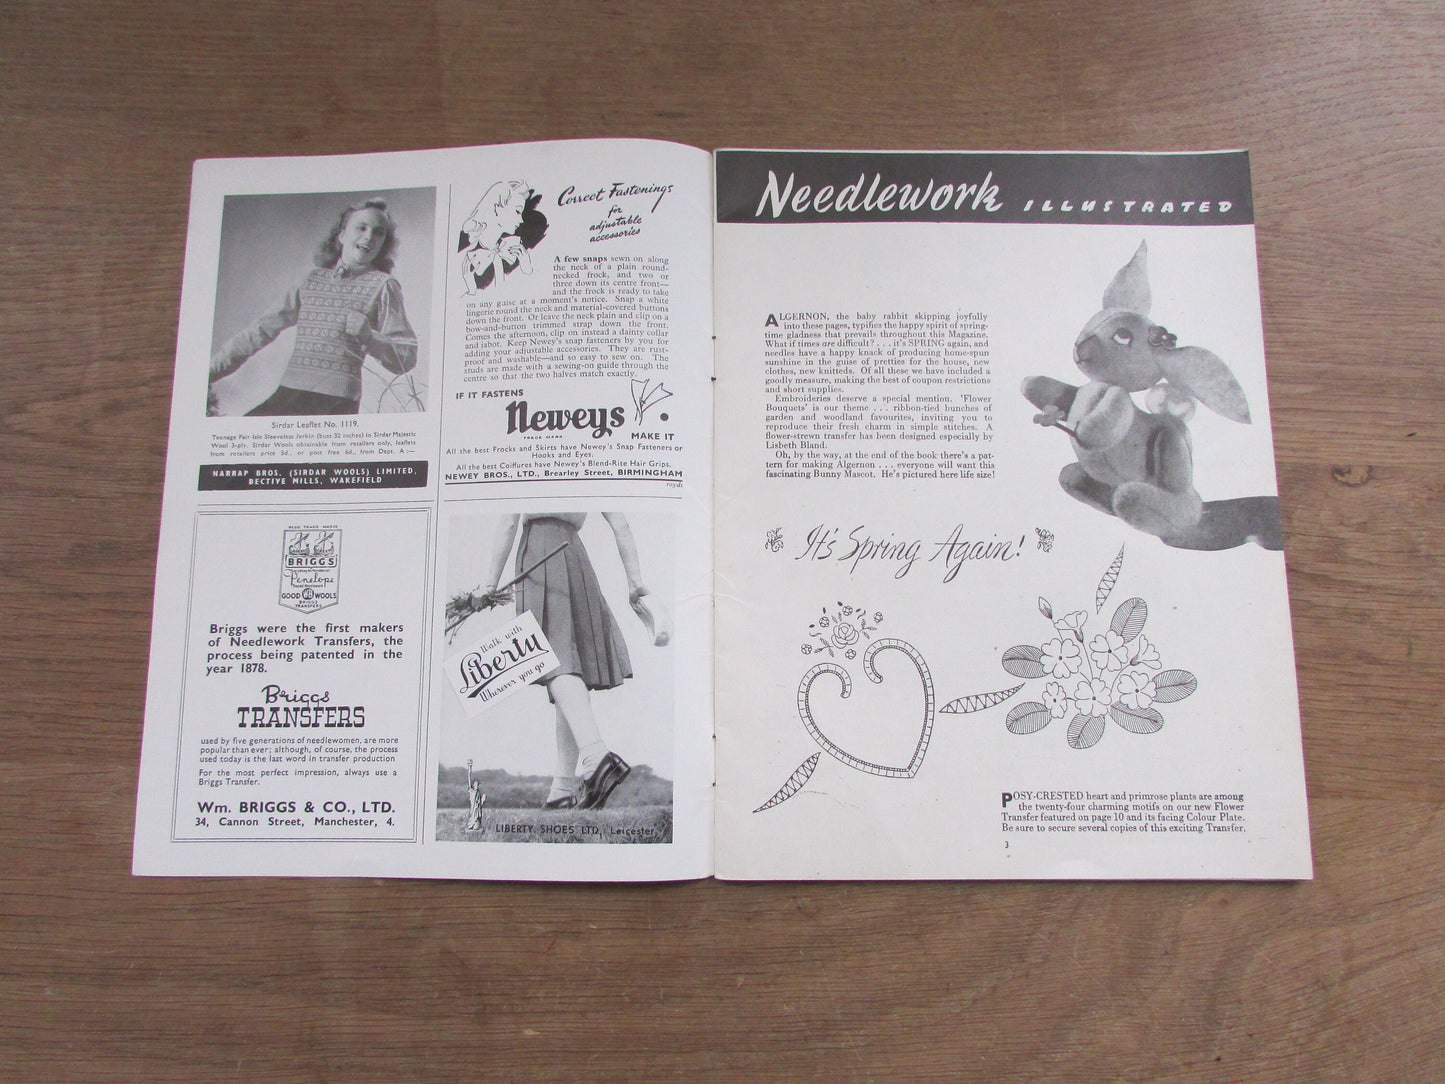 Sirdar Leaflet No. 1119.
Teenage Fair Isle Sleeveless Jerkin (bust 32 inches) in Sirdar Majestic
Wool 3-ply. Sirdar Wools obtainable from retailers only, leaflets
from retailers price 5d., or post free 6d., from Dept. A :—
HARRAP BROS. (SIRDAR WOOLS) LIMITED,
BECTIVE MILLS, WAKEFIELD
Correct Fastenings
for
adjustable
accessories
A few snaps sewn on along
the neck of a plain round-
necked frock, and two or
three down its centre front—
and the frock is ready to take
on any guise at a moment's notice. Snap a white
lingerie round the neck and material-covered buttons
down the front. Or leave the neck plain and clip on a
bow-and-button trimmed strap down the front.
Comes the afternoon, clip on instead a dainty collar
and jabot. Keep Newey's snap fasteners by you for
adding your adjustable accessories. They are rust-
proof and washable—and so easy to sew on. The
studs are made with a sewing-on guide through the
centre so that the two halves match exactly.
IF IT FASTENS
Neweys
TRADE MARK
MAKE IT
All the best Frocks and Skirts have Newey's Snap Fasteners or
Hooks and Eyes.
All the best Coiffures have Newey's Blend-Rite Hair Grips.
NEWEY BROS., LTD., Brearley Street, BIRMINGHAM
royds
REGD TRADE MARKS
BRIGGS
Penelope
GOOD WB WOOLS
BRIGGS
TRANSFERS
Briggs were the first makers
of Needlework Transfers, the
process being patented in the
year 1878.
Briggs
TRANSFERS
used by five generations of needlewomen, are more
popular than ever; although, of course, the process
used today is the last word in transfer production
For the most perfect impression, always use a
Briggs Transfer.
Wm. BRIGGS & CO., LTD.
34, Cannon Street, Manchester, 4.
Walk with
Liberty
Wherever you go
LIBERTY SHOES LTD, Leicester
Needlework ILLUSTRATED
ALGERNON, the baby rabbit skipping joyfully
into these pages, typifies the happy spirit of spring-
time gladness that prevails throughout this Magazine.
What if times are difficult? . . . it's SPRING again, and
needles have a happy knack of producing home-spun
sunshine in the guise of pretties for the house, new
clothes, new knitteds. Of all these we have included a
goodly measure, making the best of coupon restrictions
and short supplies.
Embroideries deserve a special mention. 'Flower
Bouquets' is our theme . . . ribbon-tied bunches of
garden and woodland favourites, inviting you to
reproduce their fresh charm in simple stitches. A
flower-strewn transfer has been designed especially by
Lisbeth Bland.
Oh, by the way, at the end of the book there's a pat-
tern for making Algernon . . . everyone will want this
fascinating Bunny Mascot. He's pictured here life size!
It's Spring Again!
POSY-CRESTED heart and primrose plants are among
the twenty-four charming motifs on our new Flower
Transfer featured on page 10 and its facing Colour Plate.
Be sure to secure several copies of this exciting Transfer.
3